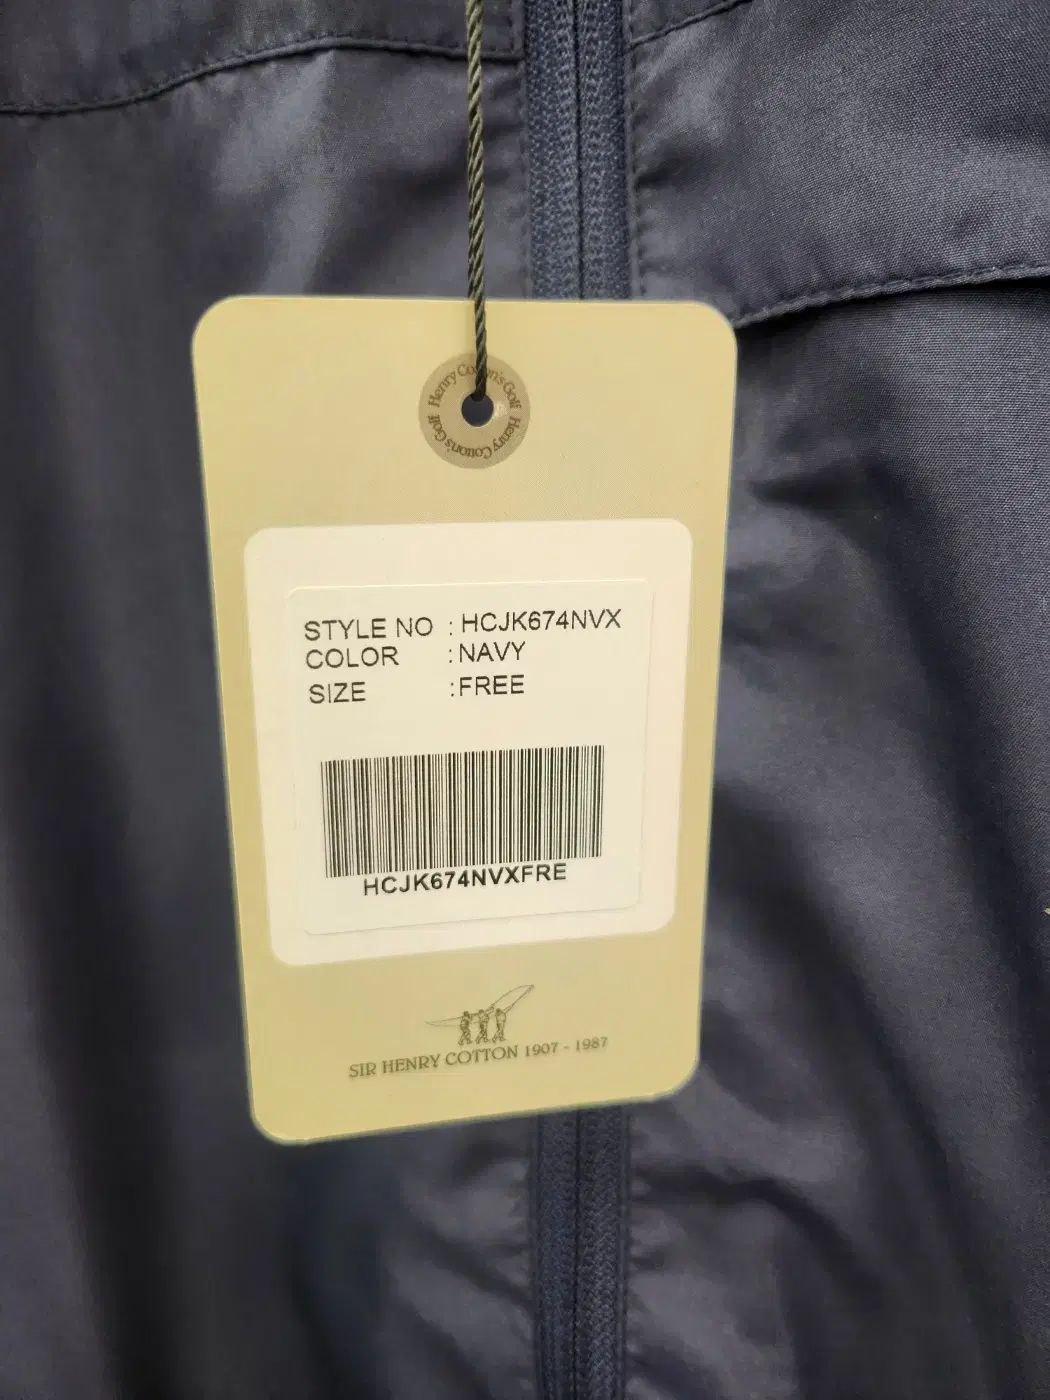 Henry Cotton's Golf Henry Cotton's Golf
STYLE NO : HCJK674NVX
COLOR : NAVY
SIZE : FREE
HCJK674NVXFRE
SIR HENRY COTTON 1907 - 1987